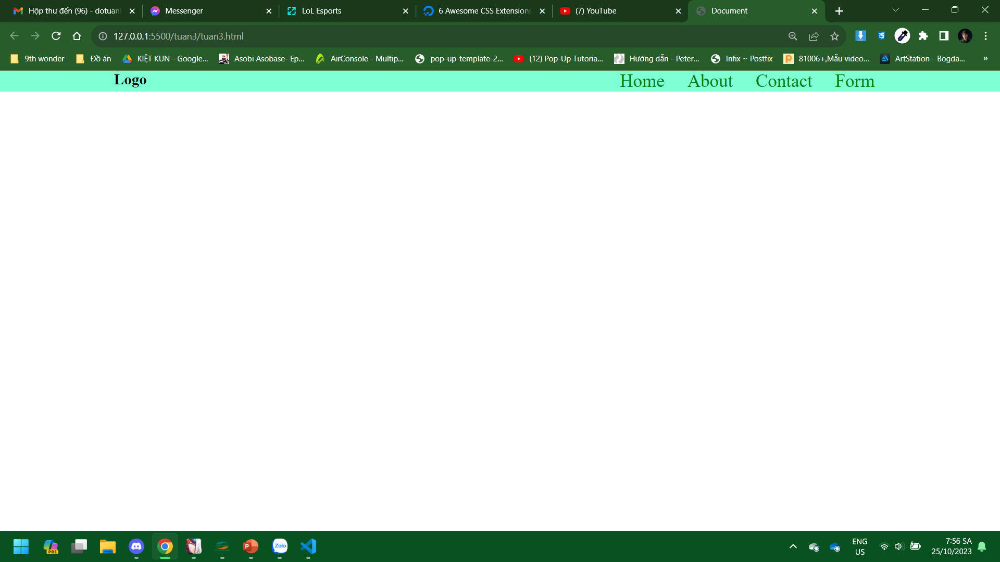 Hộp thư đến (96) - dotuan
Messenger
LoL Esports
6 Awesome CSS Extensions
(7) YouTube
Document
127.0.0.1:5500/tuan3/tuan3.html
9th wonder
Đồ án
KIỆT KUN - Google...
Asobi Asobase- Ep...
AirConsole - Multip...
pop-up-template-2...
(12) Pop-Up Tutoria...
Hướng dẫn - Peter...
Infix ~ Postfix
81006+,Mẫu video...
ArtStation - Bogda...
»
Logo
Home
About
Contact
Form
PRE
P
Zalo
ENG
US
7:56 SA
25/10/2023